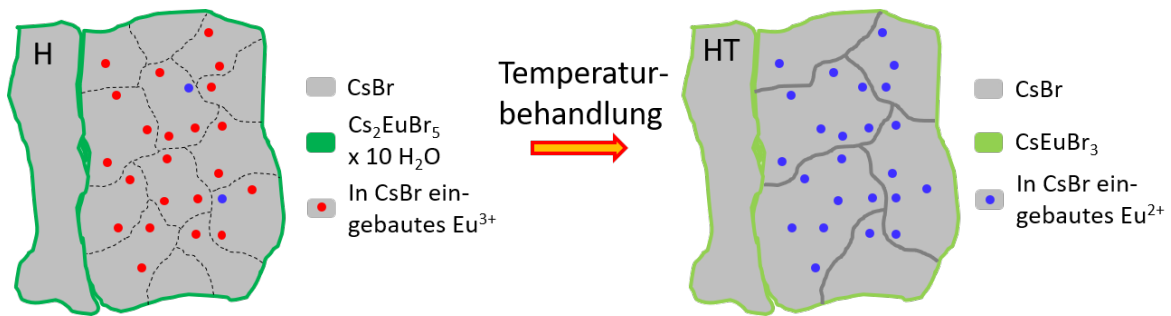 H
CsBr
Cs₂EuBr₅
x 10 H₂O
In CsBr ein-
gebautes Eu³⁺
Temperatur-
behandlung
HT
CsBr
CsEuBr₃
In CsBr ein-
gebautes Eu²⁺